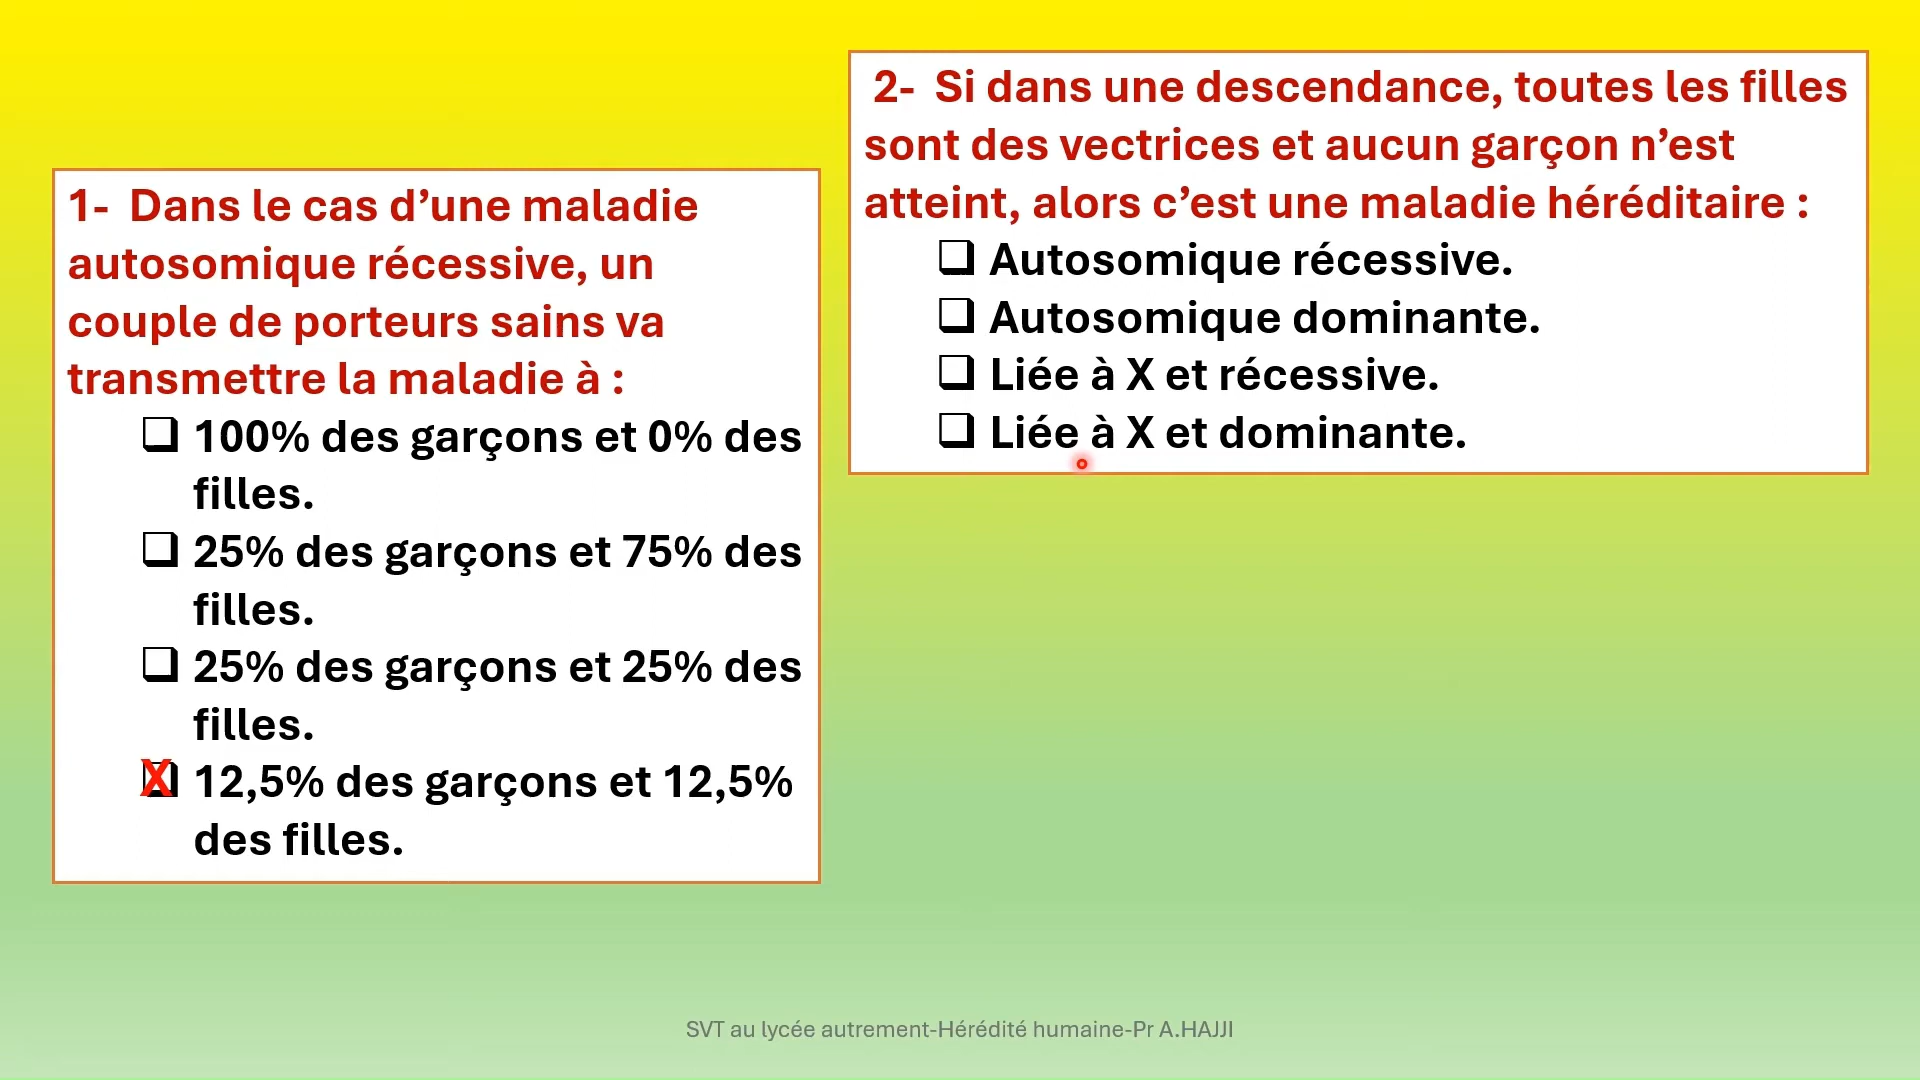 1- Dans le cas d’une maladie
autosomique récessive, un
couple de porteurs sains va
transmettre la maladie à :
❑ 100% des garçons et 0% des
filles.
❑ 25% des garçons et 75% des
filles.
❑ 25% des garçons et 25% des
filles.
X ❑ 12,5% des garçons et 12,5%
des filles.
2- Si dans une descendance, toutes les filles
sont des vectrices et aucun garçon n’est
atteint, alors c’est une maladie héréditaire :
❑ Autosomique récessive.
❑ Autosomique dominante.
❑ Liée à X et récessive.
❑ Liée à X et dominante.
SVT au lycée autrement-Hérédité humaine-Pr A.HAJJI